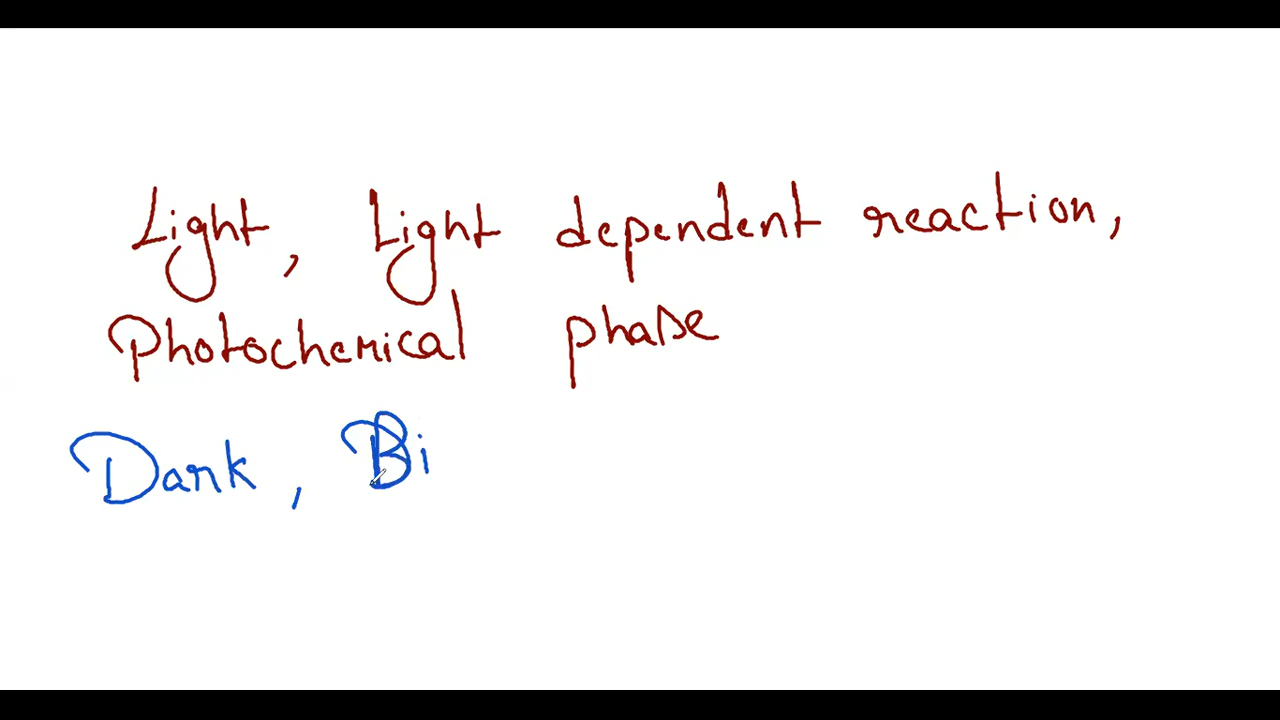 Light, Light dependent reaction,
Photochemical phase
Dark, Bi